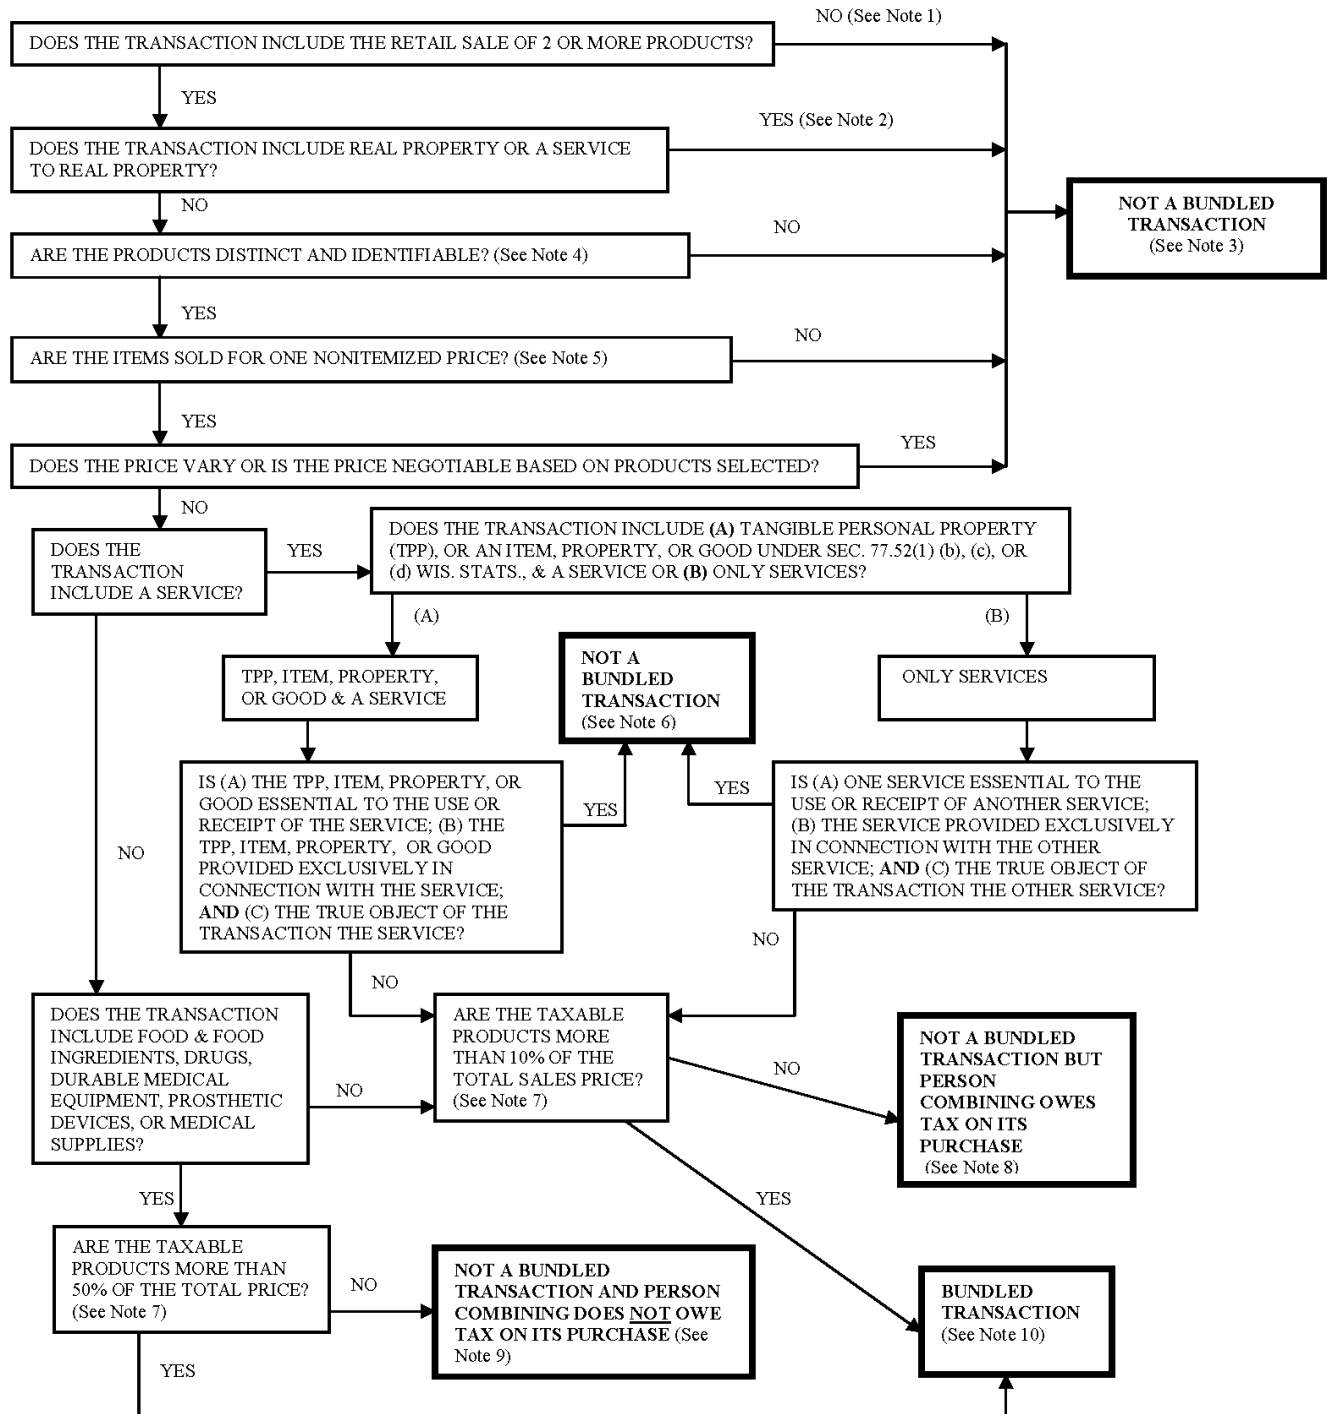 NO (See Note 1)
DOES THE TRANSACTION INCLUDE THE RETAIL SALE OF 2 OR MORE PRODUCTS?
YES
YES (See Note 2)
DOES THE TRANSACTION INCLUDE REAL PROPERTY OR A SERVICE
TO REAL PROPERTY?
NO
NOT A BUNDLED
TRANSACTION
(See Note 3)
NO
ARE THE PRODUCTS DISTINCT AND IDENTIFIABLE? (See Note 4)
YES
NO
ARE THE ITEMS SOLD FOR ONE NONITEMIZED PRICE? (See Note 5)
YES
YES
DOES THE PRICE VARY OR IS THE PRICE NEGOTIABLE BASED ON PRODUCTS SELECTED?
NO
DOES THE
TRANSACTION
INCLUDE A SERVICE?
YES
DOES THE TRANSACTION INCLUDE (A) TANGIBLE PERSONAL PROPERTY
(TPP), OR AN ITEM, PROPERTY, OR GOOD UNDER SEC. 77.52(1) (b), (c), OR
(d) WIS. STATS., & A SERVICE OR (B) ONLY SERVICES?
(A)
(B)
TPP, ITEM, PROPERTY,
OR GOOD & A SERVICE
NOT A
BUNDLED
TRANSACTION
(See Note 6)
ONLY SERVICES
IS (A) THE TPP, ITEM, PROPERTY, OR
GOOD ESSENTIAL TO THE USE OR
RECEIPT OF THE SERVICE; (B) THE
TPP, ITEM, PROPERTY, OR GOOD
PROVIDED EXCLUSIVELY IN
CONNECTION WITH THE SERVICE;
AND (C) THE TRUE OBJECT OF THE
TRANSACTION THE SERVICE?
YES
YES
IS (A) ONE SERVICE ESSENTIAL TO THE
USE OR RECEIPT OF ANOTHER SERVICE;
(B) THE SERVICE PROVIDED EXCLUSIVELY
IN CONNECTION WITH THE OTHER
SERVICE; AND (C) THE TRUE OBJECT OF
THE TRANSACTION THE OTHER SERVICE?
NO
NO
NO
DOES THE TRANSACTION
INCLUDE FOOD & FOOD
INGREDIENTS, DRUGS,
DURABLE MEDICAL
EQUIPMENT, PROSTHETIC
DEVICES, OR MEDICAL
SUPPLIES?
NO
ARE THE TAXABLE
PRODUCTS MORE
THAN 10% OF THE
TOTAL SALES PRICE?
(See Note 7)
NO
NOT A BUNDLED
TRANSACTION BUT
PERSON
COMBINING OWES
TAX ON ITS
PURCHASE
(See Note 8)
YES
YES
ARE THE TAXABLE
PRODUCTS MORE THAN
50% OF THE TOTAL PRICE?
(See Note 7)
NO
NOT A BUNDLED
TRANSACTION AND PERSON
COMBINING DOES NOT OWE
TAX ON ITS PURCHASE (See
Note 9)
BUNDLED
TRANSACTION
(See Note 10)
YES